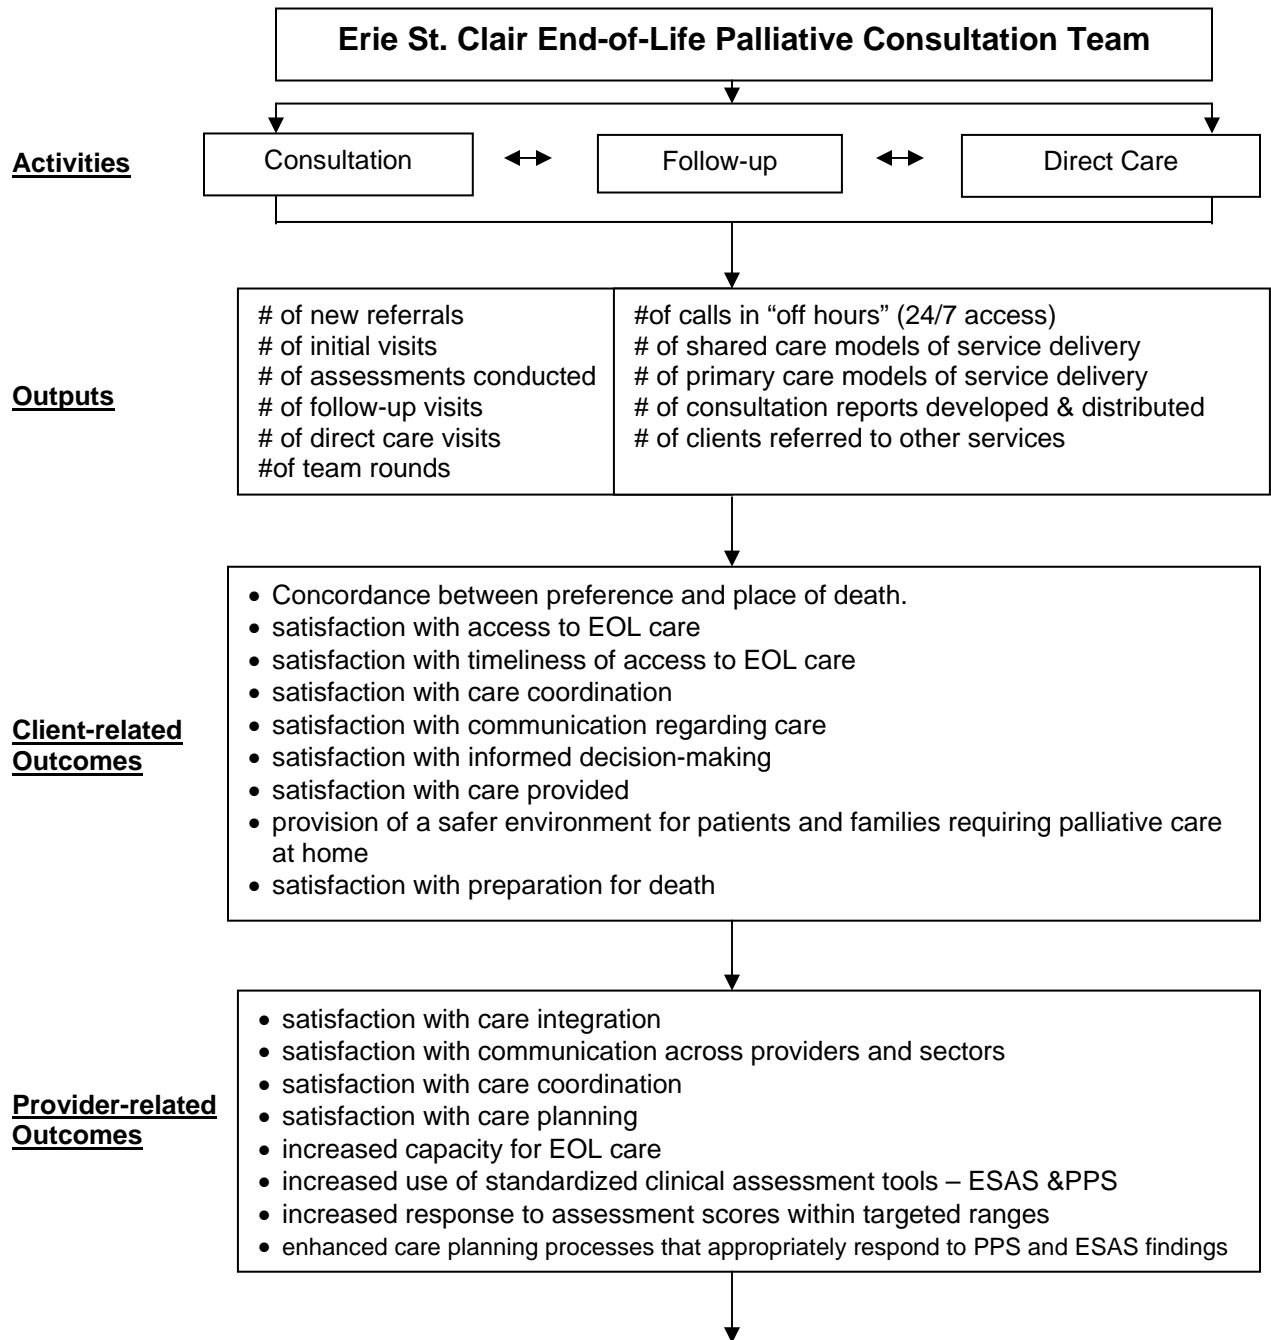 Erie St. Clair End-of-Life Palliative Consultation Team
Activities
Consultation
Follow-up
Direct Care
Outputs
# of new referrals
# of initial visits
# of assessments conducted
# of follow-up visits
# of direct care visits
#of team rounds
#of calls in “off hours” (24/7 access)
# of shared care models of service delivery
# of primary care models of service delivery
# of consultation reports developed & distributed
# of clients referred to other services
Client-related
Outcomes
• Concordance between preference and place of death.
• satisfaction with access to EOL care
• satisfaction with timeliness of access to EOL care
• satisfaction with care coordination
• satisfaction with communication regarding care
• satisfaction with informed decision-making
• satisfaction with care provided
• provision of a safer environment for patients and families requiring palliative care
at home
• satisfaction with preparation for death
Provider-related
Outcomes
• satisfaction with care integration
• satisfaction with communication across providers and sectors
• satisfaction with care coordination
• satisfaction with care planning
• increased capacity for EOL care
• increased use of standardized clinical assessment tools – ESAS &PPS
• increased response to assessment scores within targeted ranges
• enhanced care planning processes that appropriately respond to PPS and ESAS findings